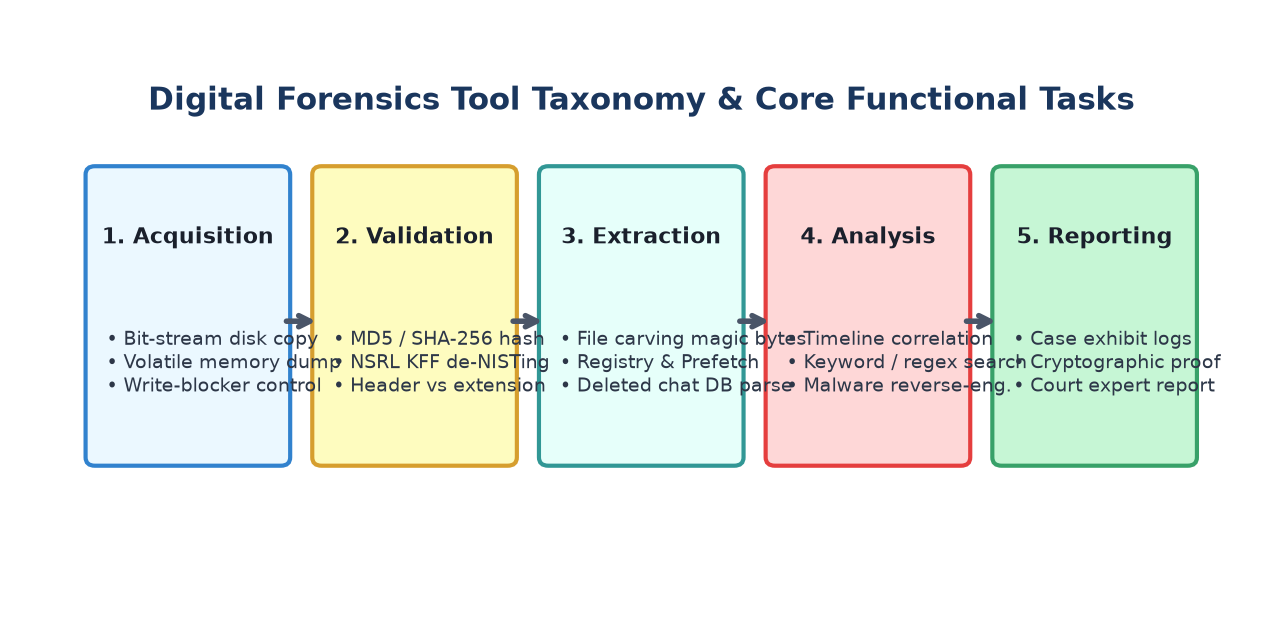 Digital Forensics Tool Taxonomy & Core Functional Tasks
1. Acquisition
• Bit-stream disk copy
• Volatile memory dump
• Write-blocker control
2. Validation
• MD5 / SHA-256 hash
• NSRL KFF de-NISTing
• Header vs extension
3. Extraction
• File carving magic bytes
• Registry & Prefetch
• Deleted chat DB parse
4. Analysis
• Timeline correlation
• Keyword / regex search
• Malware reverse-eng.
5. Reporting
• Case exhibit logs
• Cryptographic proof
• Court expert report